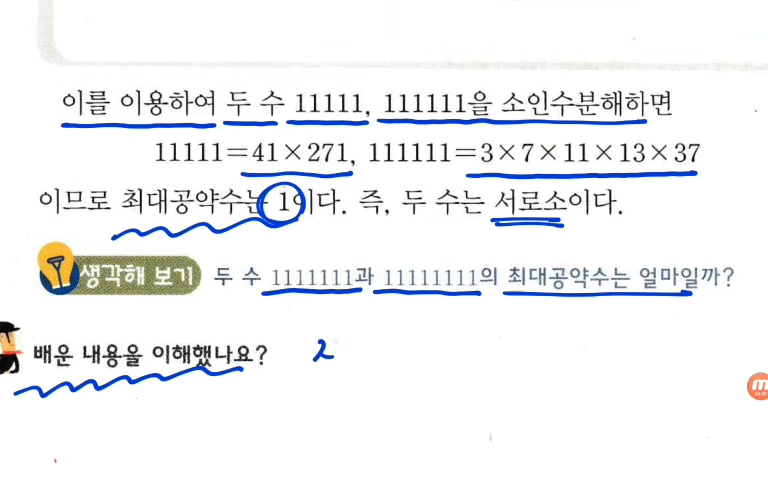 이를 이용하여 두 수 11111, 111111을 소인수분해하면
11111=41×271, 111111=3×7×11×13×37
이므로 최대공약수는 1이다. 즉, 두 수는 서로소이다.
생각해 보기 두 수 1111111과 11111111의 최대공약수는 얼마일까?
배운 내용을 이해했나요? 2